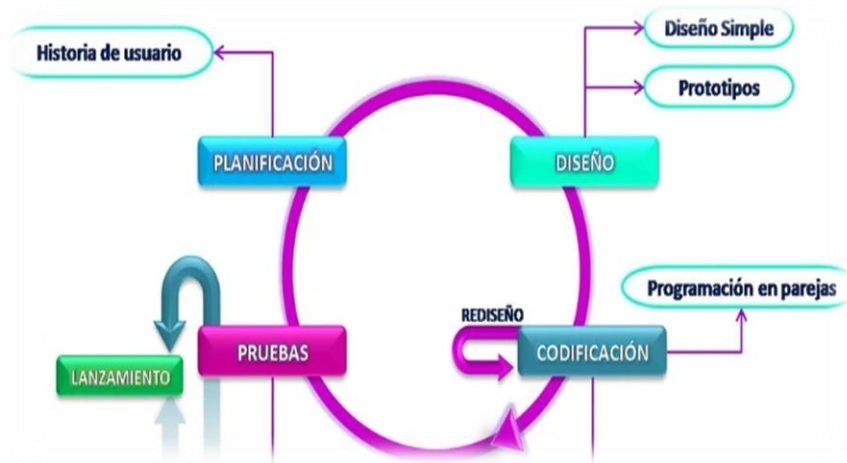 Diseño Simple
Historia de usuario
Prototipos
PLANIFICACIÓN
DISEÑO
Programación en parejas
REDISEÑO
PRUEBAS
CODIFICACIÓN
LANZAMIENTO